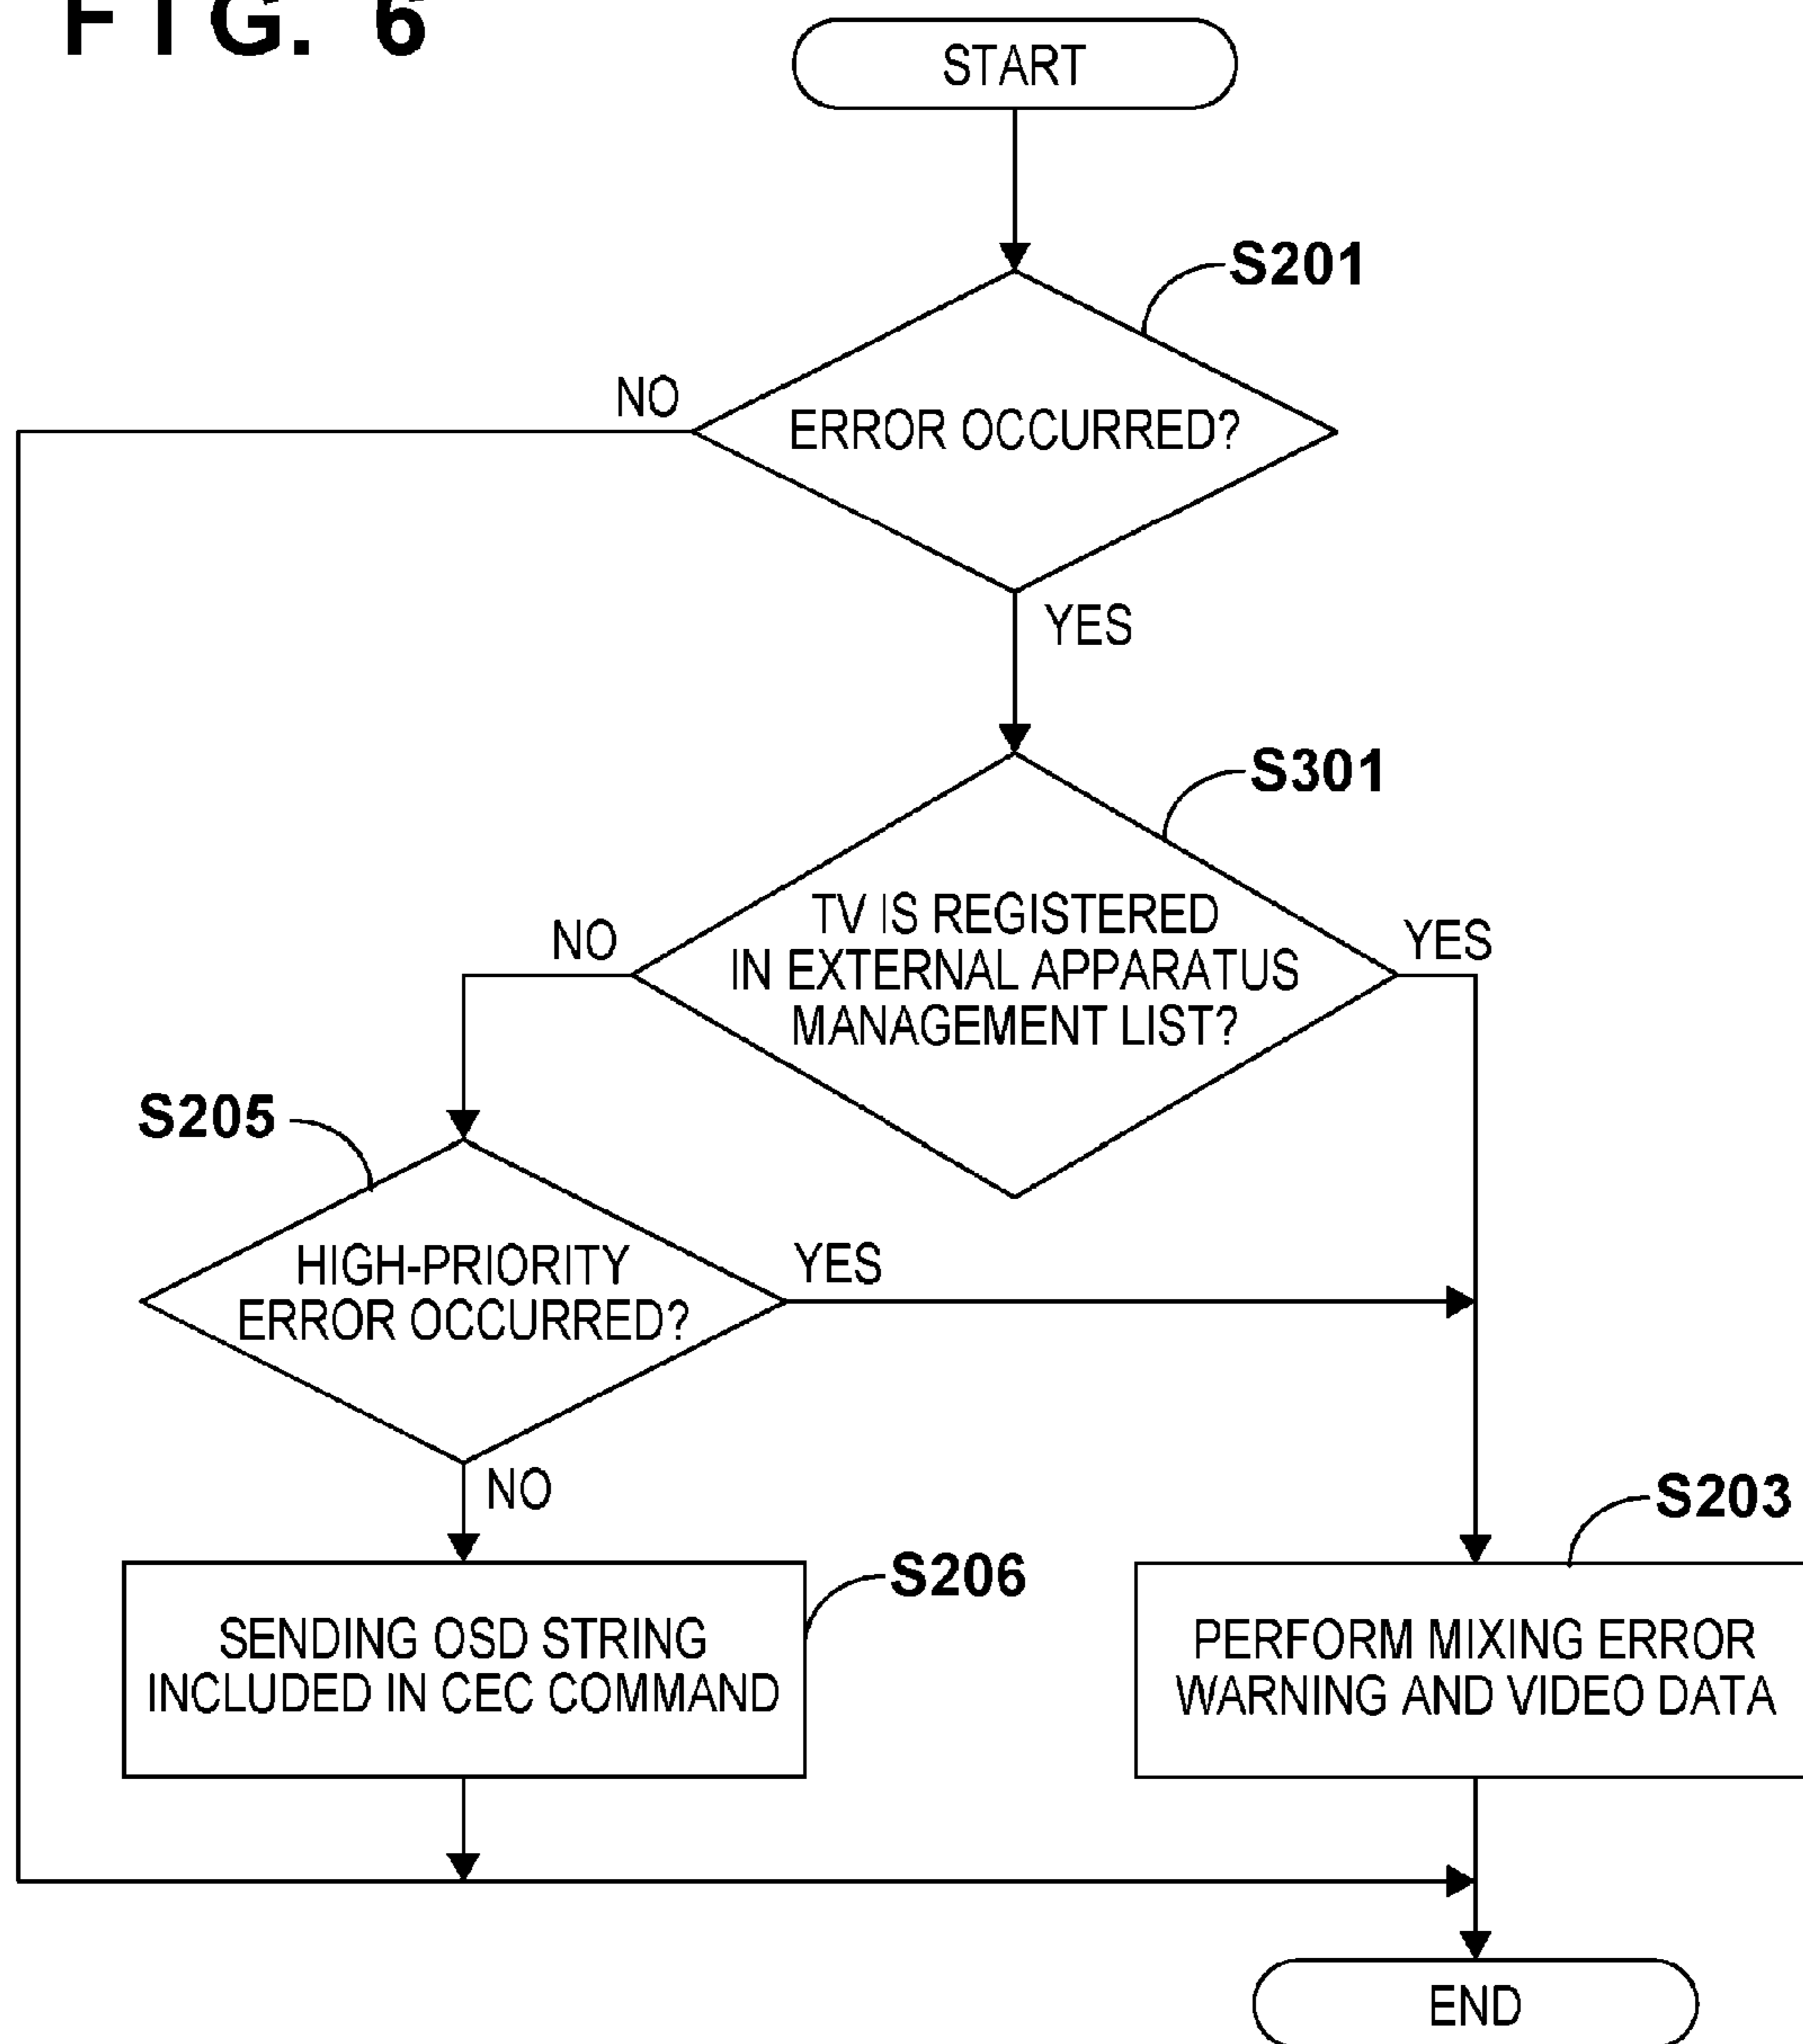 FIG. 6
START
S201
NO
ERROR OCCURRED?
YES
S301
NO
TV IS REGISTERED
IN EXTERNAL APPARATUS
MANAGEMENT LIST?
YES
S205
HIGH-PRIORITY
ERROR OCCURRED?
YES
NO
S203
S206
SENDING OSD STRING
INCLUDED IN CEC COMMAND
PERFORM MIXING ERROR
WARNING AND VIDEO DATA
END